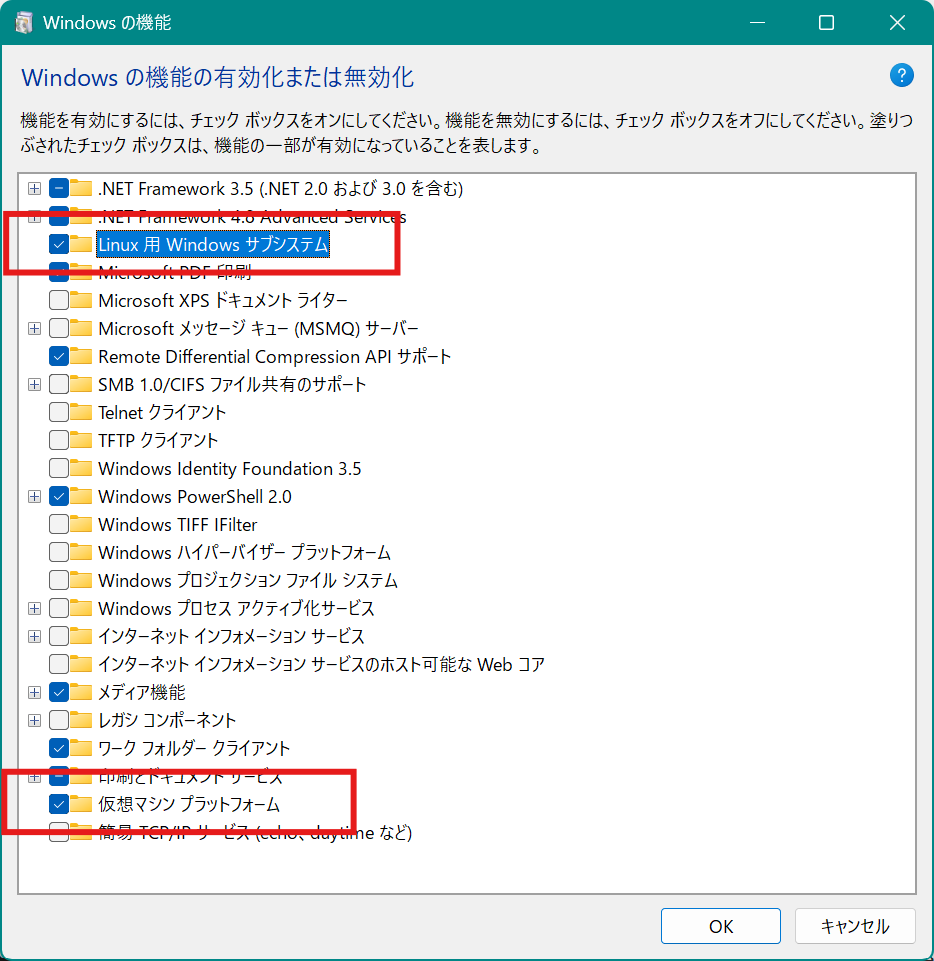 Windows の機能
Windows の機能の有効化または無効化
?
機能を有効にするには、チェック ボックスをオンにしてください。機能を無効にするには、チェック ボックスをオフにしてください。塗りつ
ぶされたチェック ボックスは、機能の一部が有効になっていることを表します。
.NET Framework 3.5 (.NET 2.0 および 3.0 を含む)
.NET Framework 4.8 Advanced Services
Linux 用 Windows サブシステム
Microsoft PDF 印刷
Microsoft XPS ドキュメント ライター
Microsoft メッセージ キュー (MSMQ) サーバー
Remote Differential Compression API サポート
SMB 1.0/CIFS ファイル共有のサポート
Telnet クライアント
TFTP クライアント
Windows Identity Foundation 3.5
Windows PowerShell 2.0
Windows TIFF IFilter
Windows ハイパーバイザー プラットフォーム
Windows プロジェクション ファイル システム
Windows プロセス アクティブ化サービス
インターネット インフォメーション サービス
インターネット インフォメーション サービスのホスト可能な Web コア
メディア機能
レガシ コンポーネント
ワーク フォルダー クライアント
印刷とドキュメント サービス
仮想マシン プラットフォーム
簡易 TCP/IP サービス (echo、daytime など)
OK
キャンセル